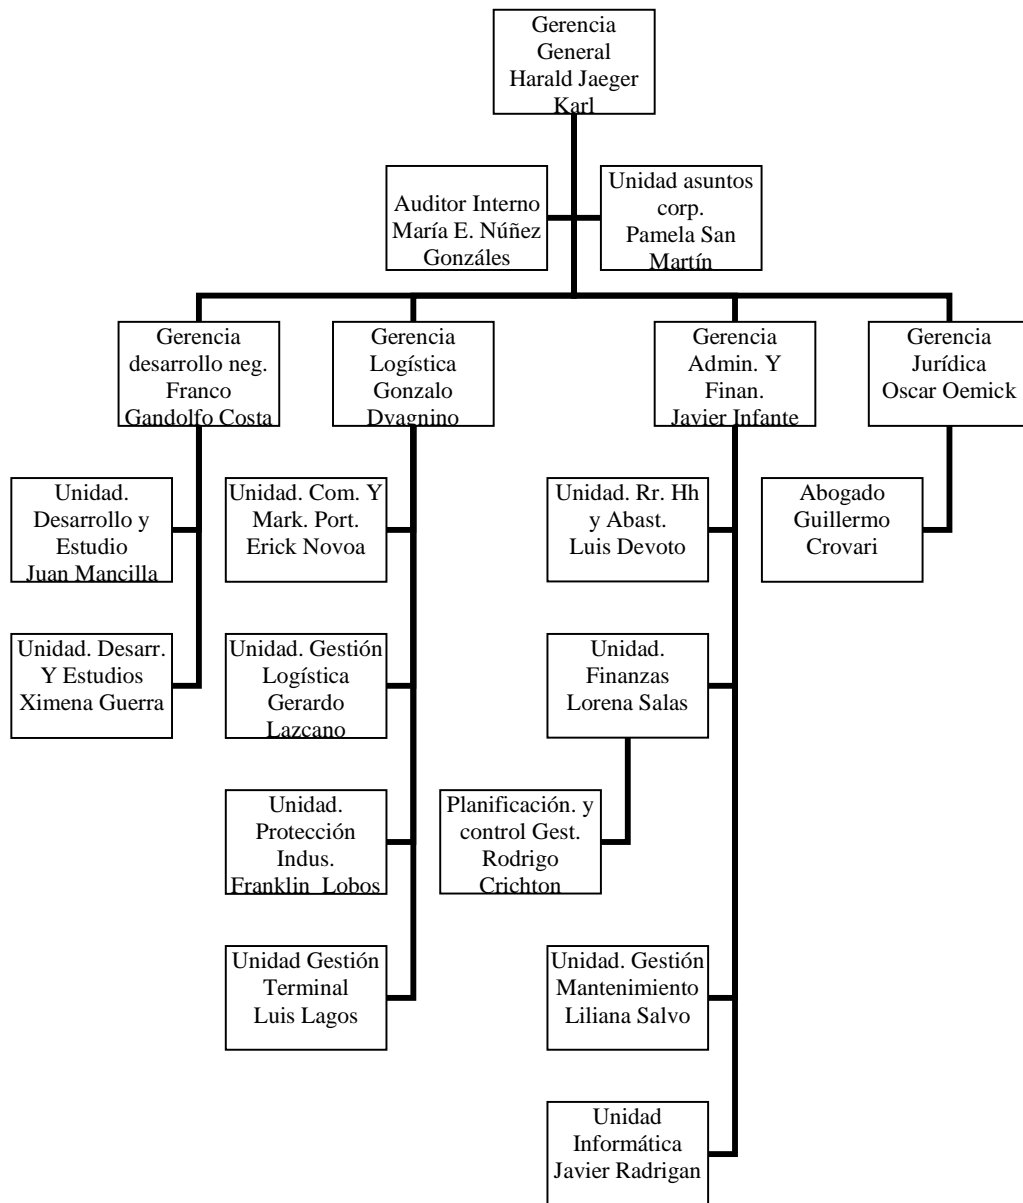 Gerencia
General
Harald Jaeger
Karl
Auditor Interno
María E. Núñez
Gonzáles
Unidad asuntos
corp.
Pamela San
Martín
Gerencia
desarrollo neg.
Franco
Gandolfo Costa
Gerencia
Logística
Gonzalo
Dvagnino
Gerencia
Admin. Y
Finan.
Javier Infante
Gerencia
Jurídica
Oscar Oemick
Unidad.
Desarrollo y
Estudio
Juan Mancilla
Unidad. Com. Y
Mark. Port.
Erick Novoa
Unidad. Rr. Hh
y Abast.
Luis Devoto
Abogado
Guillermo
Crovari
Unidad. Desarr.
Y Estudios
Ximena Guerra
Unidad. Gestión
Logística
Gerardo
Lazcano
Unidad.
Finanzas
Lorena Salas
Unidad.
Protección
Indus.
Franklin Lobos
Planificación. y
control Gest.
Rodrigo
Crichton
Unidad Gestión
Terminal
Luis Lagos
Unidad. Gestión
Mantenimiento
Liliana Salvo
Unidad
Informática
Javier Radrigan